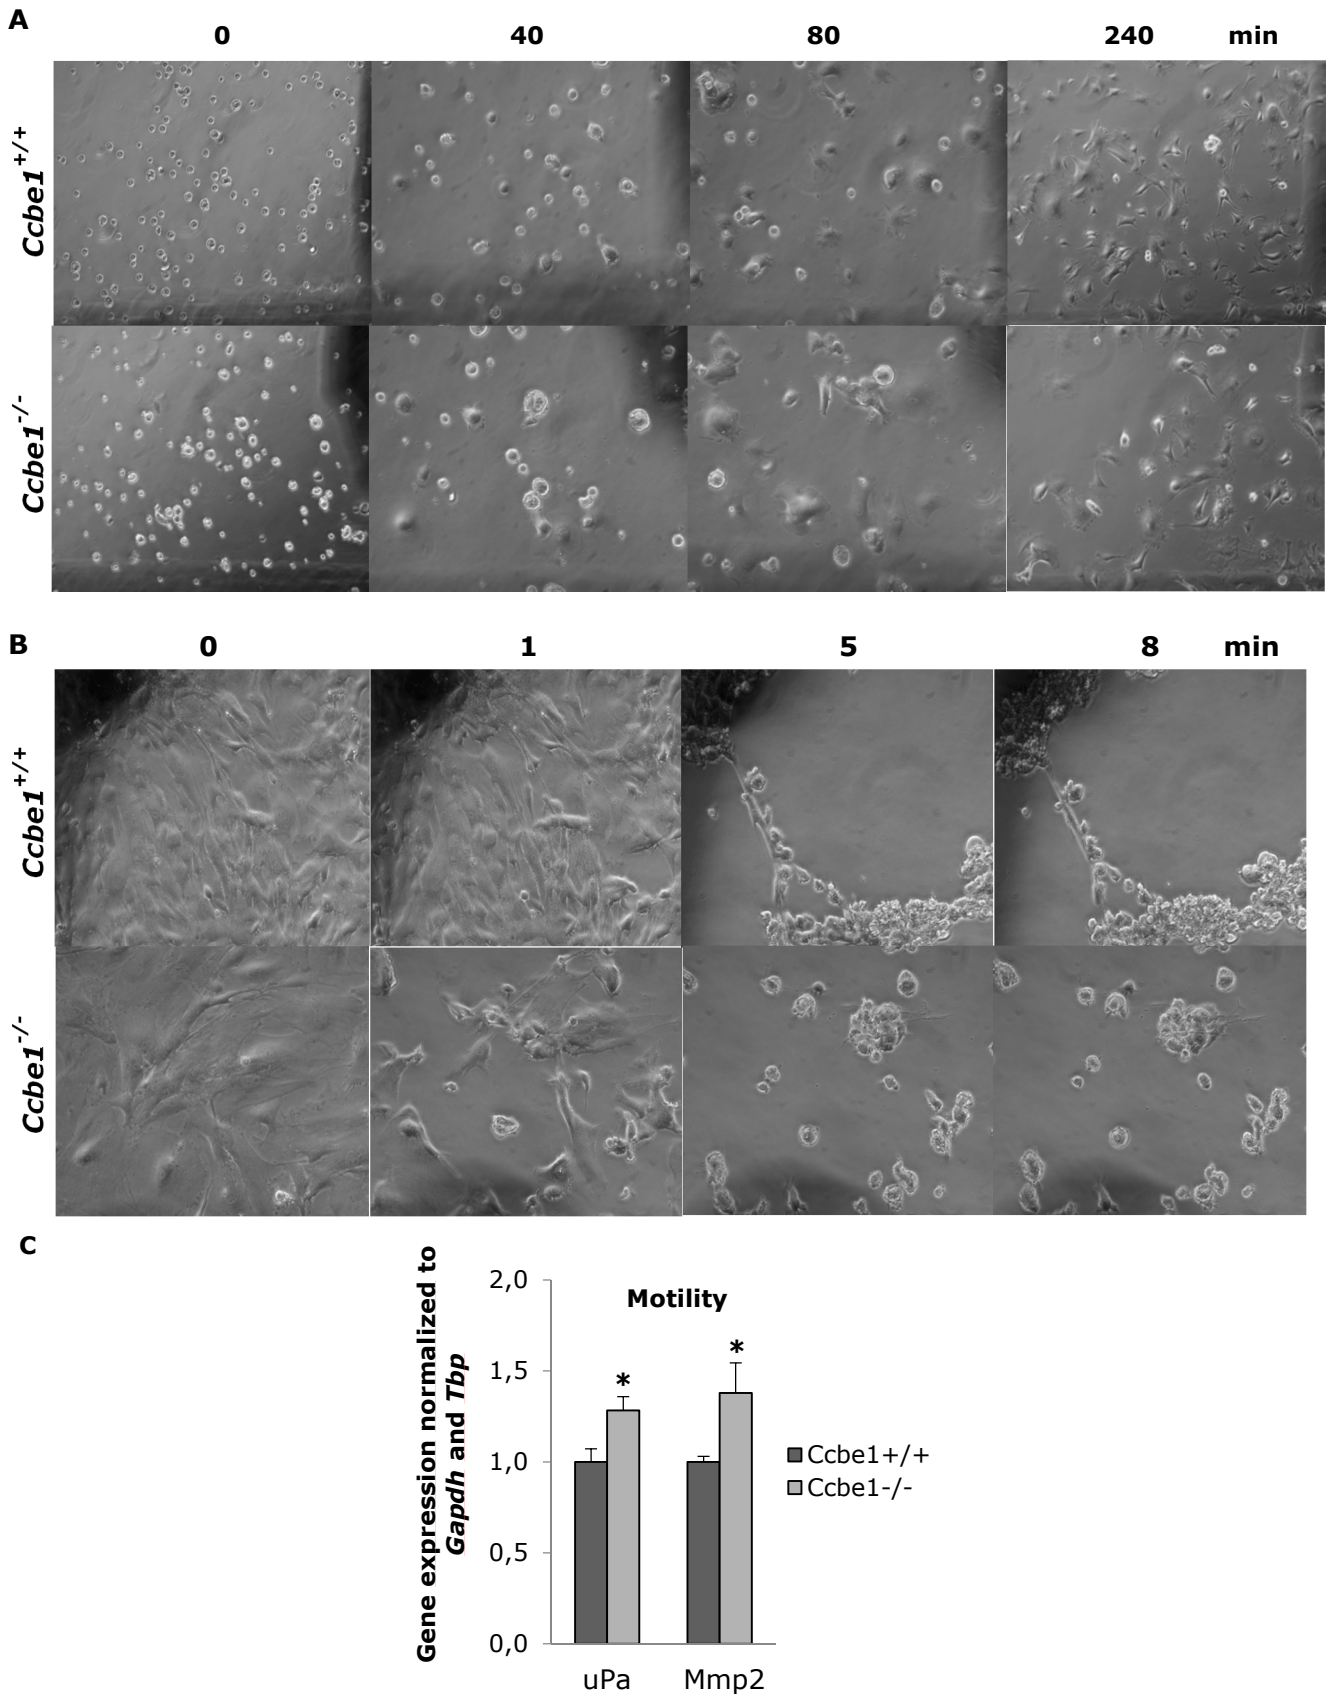 A
0 40 80 240 min
Ccbe1+/+
Ccbe1-/-
B
0 1 5 8 min
Ccbe1+/+
Ccbe1-/-
C
Gene expression normalized to
Gapdh and Tbp
Motility
2,0
1,5
1,0
0,5
0,0
*
*
uPa Mmp2
Ccbe1+/+
Ccbe1-/-